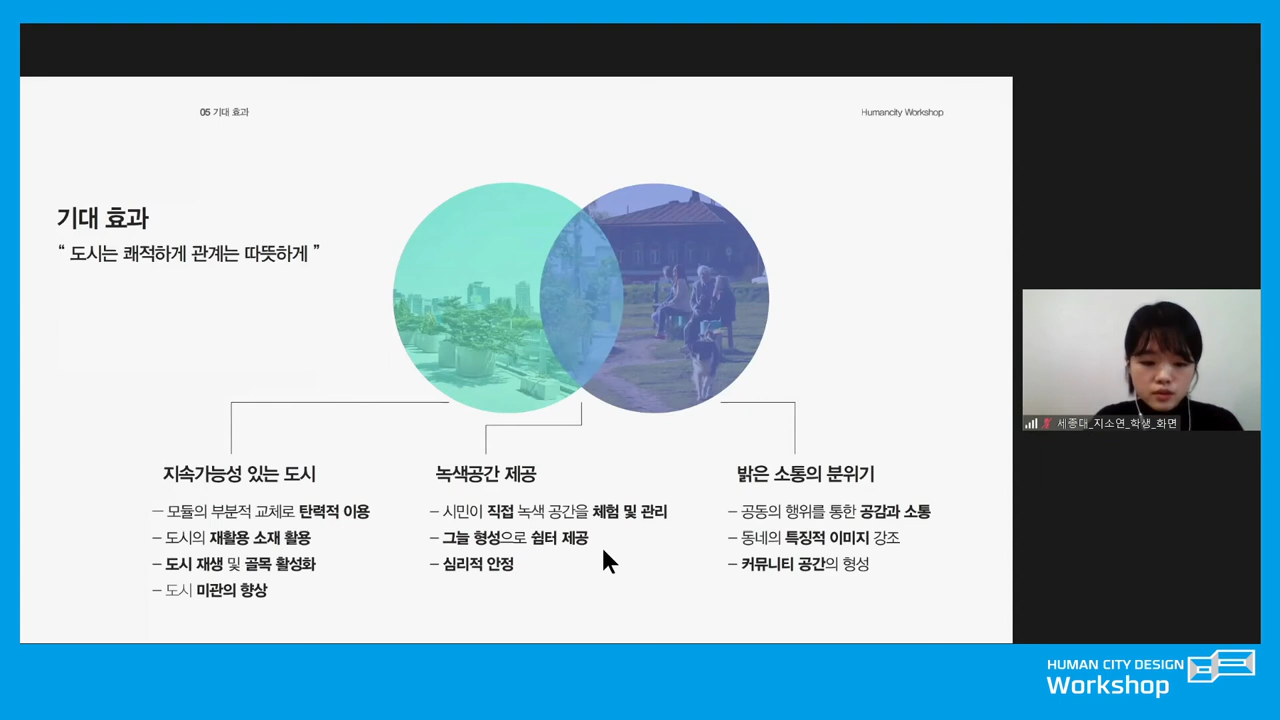 05 기대 효과
Humancity Workshop
기대 효과
“ 도시는 쾌적하게 관계는 따뜻하게 ”
지속가능성 있는 도시
– 모듈의 부분적 교체로 탄력적 이용
– 도시의 재활용 소재 활용
– 도시 재생 및 골목 활성화
– 도시 미관의 향상
녹색공간 제공
– 시민이 직접 녹색 공간을 체험 및 관리
– 그늘 형성으로 쉼터 제공
– 심리적 안정
밝은 소통의 분위기
– 공동의 행위를 통한 공감과 소통
– 동네의 특징적 이미지 강조
– 커뮤니티 공간의 형성
세종대_지소연_학생_화면
HUMAN CITY DESIGN
Workshop